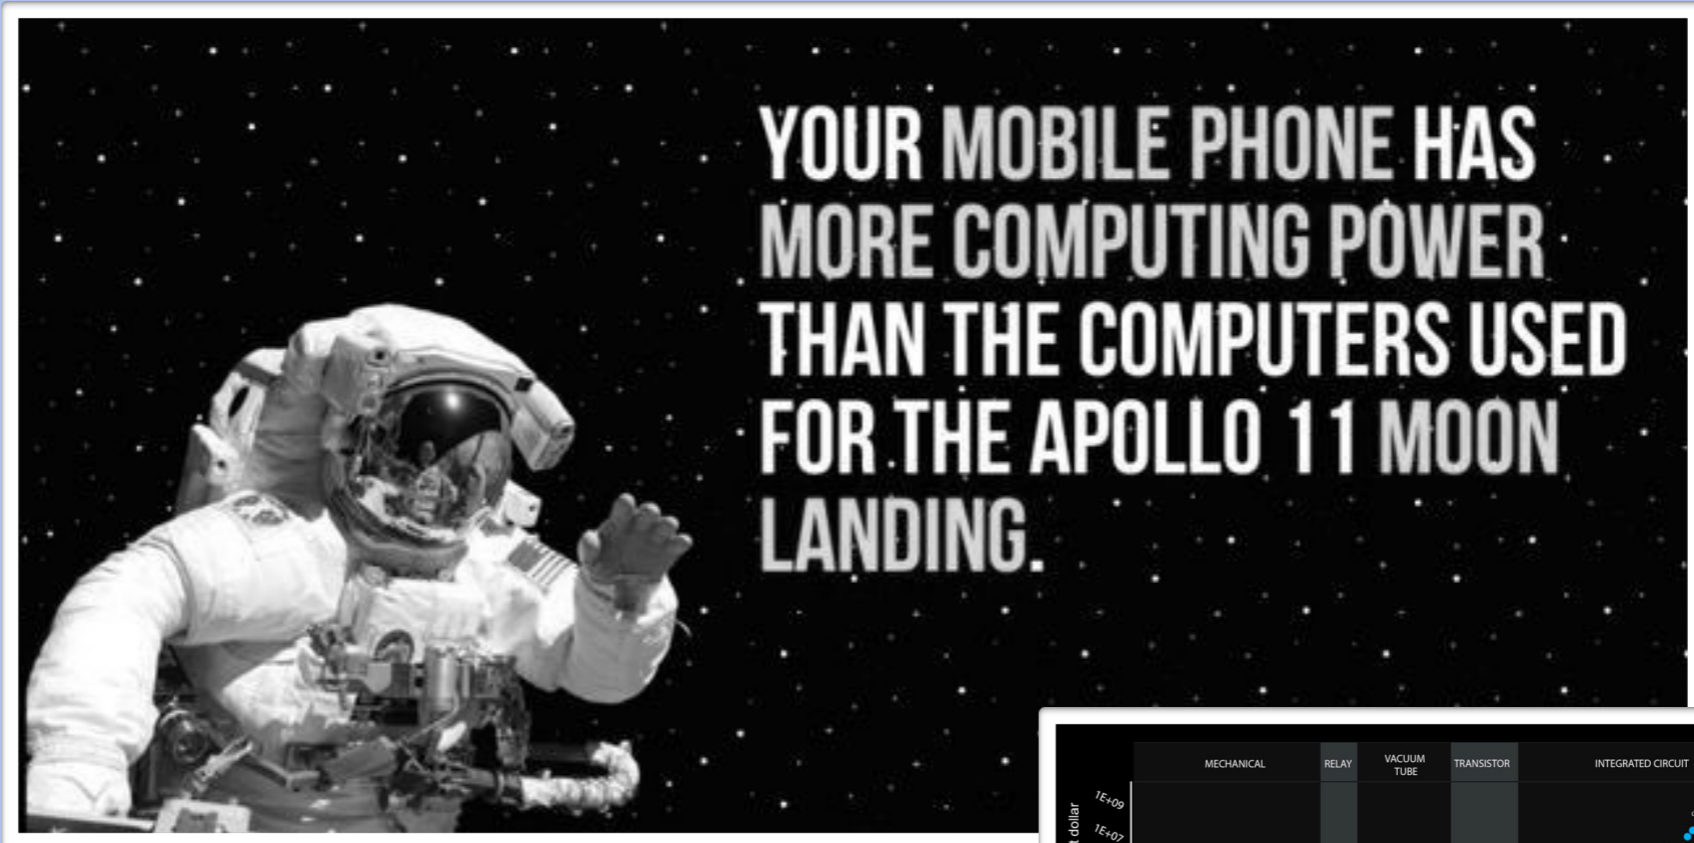 YOUR MOBILE PHONE HAS
MORE COMPUTING POWER
THAN THE COMPUTERS USED
FOR THE APOLLO 11 MOON
LANDING.
MECHANICAL RELAY VACUUM TUBE TRANSISTOR INTEGRATED CIRCUIT
1E+09
1E+07
dollar